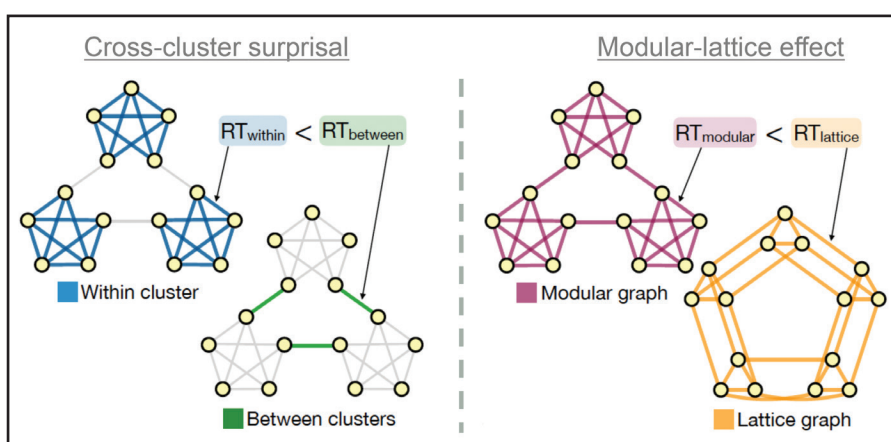 Cross-cluster surprisal
RTwithin < RTbetween
Within cluster
Between clusters
Modular-lattice effect
RTmodular < RTlattice
Modular graph
Lattice graph